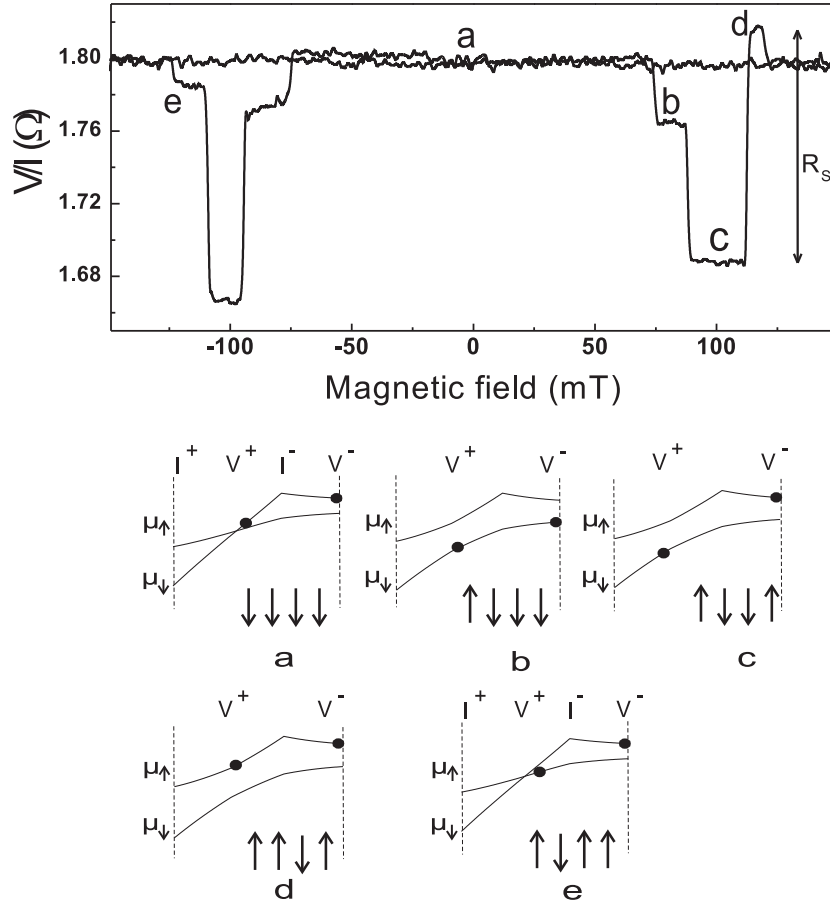 a
d
1.80
e
b
R_S
1.76
V/I (Ω)
1.72
c
1.68
-100 -50 0 50 100
Magnetic field (mT)
I⁺ V⁺ I⁻ V⁻
V⁺ V⁻
V⁺ V⁻
μ↑
μ↓
μ↑
μ↓
μ↑
μ↓
↓↓↓↓
↑↓↓↓
↑↓↓↑
a
b
c
V⁺ V⁻
I⁺ V⁺ I⁻ V⁻
μ↑
μ↓
μ↑
μ↓
↑↑↓↑
↑↓↑↑
d
e